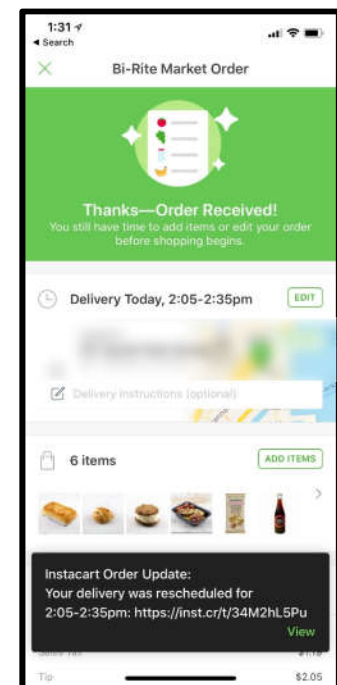 1:31
◀ Search
Bi-Rite Market Order
Thanks—Order Received!
You still have time to add items or edit your order
before shopping begins.
Delivery Today, 2:05-2:35pm
EDIT
Delivery Instructions (optional)
6 items
ADD ITEMS
Instacart Order Update:
Your delivery was rescheduled for
2:05-2:35pm: https://inst.cr/t/34M2hL5Pu
View
Sales Tax
Tip
$2.05